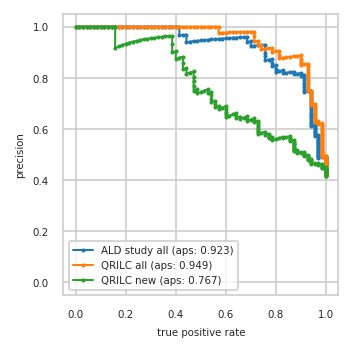 1.0
0.8
0.6
0.4
0.2
0.0
precision
ALD study all (aps: 0.923)
QRILC all (aps: 0.949)
QRILC new (aps: 0.767)
0.0 0.2 0.4 0.6 0.8 1.0
true positive rate